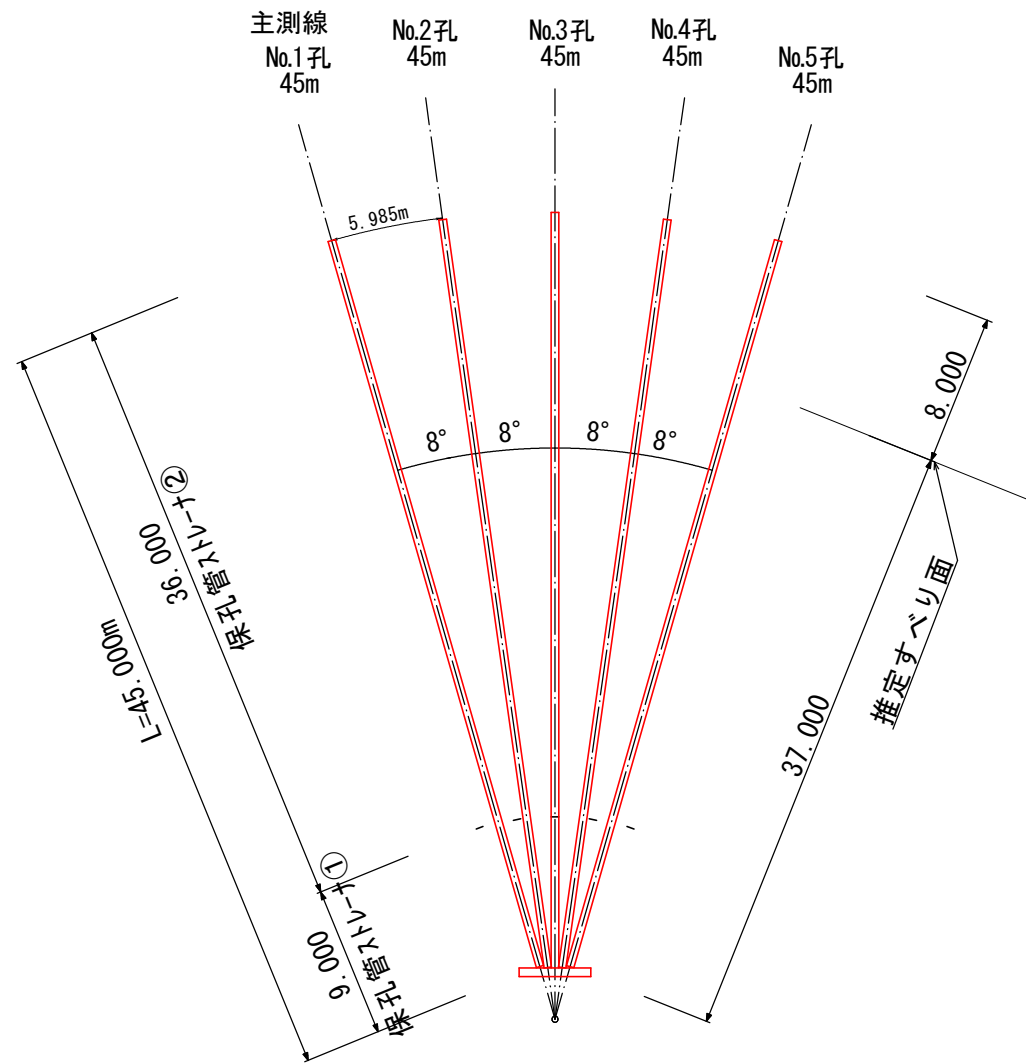 主測線
No.1孔
45m
No.2孔
45m
No.3孔
45m
No.4孔
45m
No.5孔
45m
5.985m
8°
8°
8°
8°
8.000
37.000
推定すべり面
L=45.000m
36.000
保孔管ストレーナ②
9.000
保孔管ストレーナ①